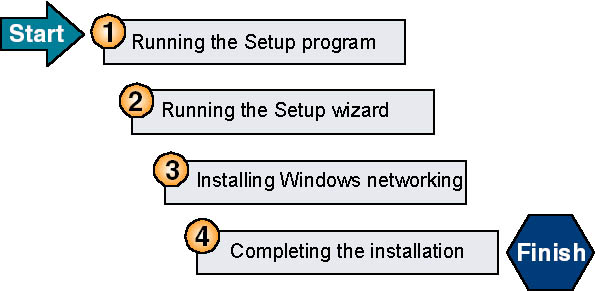 Start
1 Running the Setup program
2 Running the Setup wizard
3 Installing Windows networking
4 Completing the installation
Finish